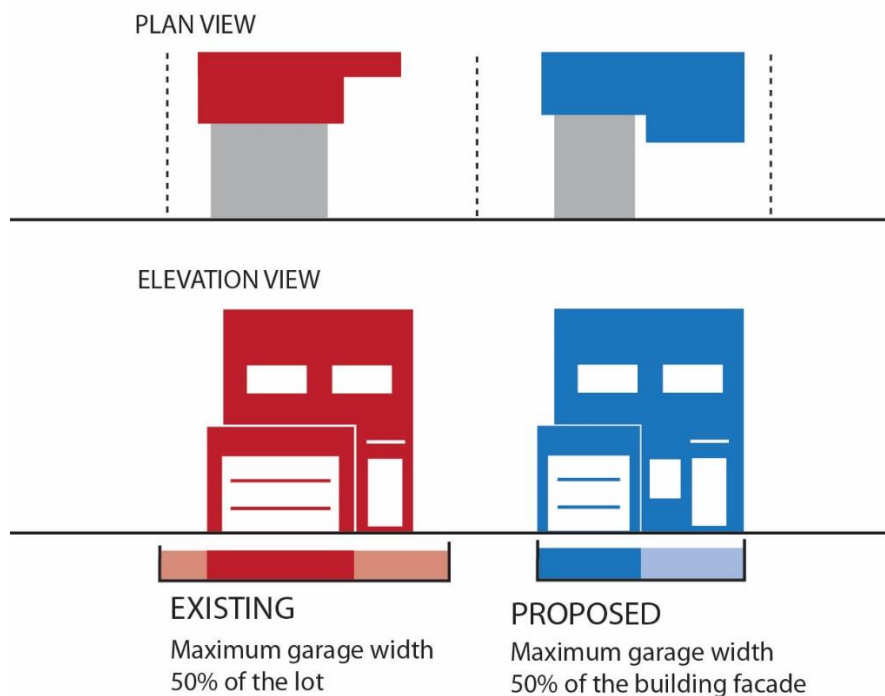 PLAN VIEW
ELEVATION VIEW
EXISTING
Maximum garage width
50% of the lot
PROPOSED
Maximum garage width
50% of the building facade